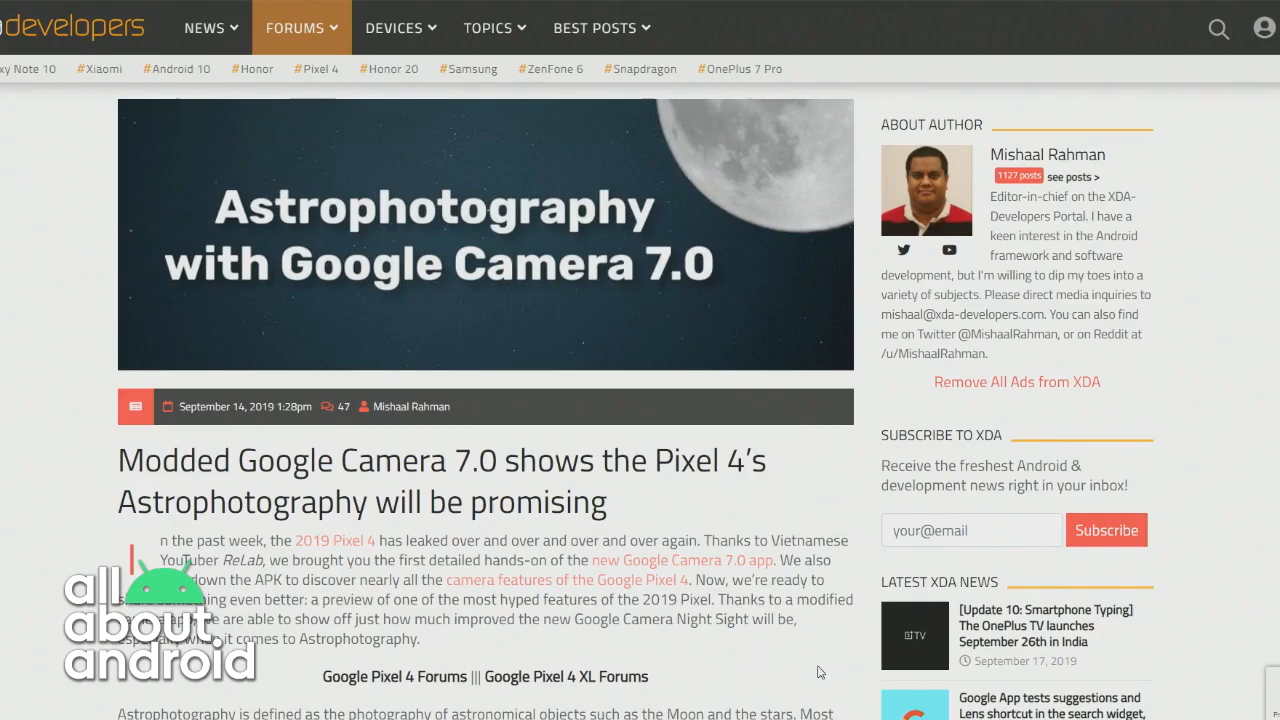 developers
NEWS
FORUMS
DEVICES
TOPICS
BEST POSTS
xy Note 10
#Xiaomi
#Android 10
#Honor
#Pixel 4
#Honor 20
#Samsung
#ZenFone 6
#Snapdragon
#OnePlus 7 Pro
Astrophotography
with Google Camera 7.0
September 14, 2019 1:28pm
47
Mishaal Rahman
Modded Google Camera 7.0 shows the Pixel 4's
Astrophotography will be promising
In the past week, the 2019 Pixel 4 leaked over and over and over and over again. Thanks to Vietnamese
YouTuber ReLab, we brought you the first detailed hands-on of the new Google Camera 7.0 app. We also
down the APK to discover nearly all the camera features of the Google Pixel 4. Now, we're ready to
something even better: a preview of one of the most hyped features of the 2019 Pixel. Thanks to a modified
we are able to show off just how much improved the new Google Camera Night Sight will be,
especially when it comes to Astrophotography.
Google Pixel 4 Forums ||| Google Pixel 4 XL Forums
Astrophotography is defined as the photography of astronomical objects such as the Moon and the stars. Most
all
about
android
ABOUT AUTHOR
Mishaal Rahman
1127 posts see posts >
Editor-in-chief on the XDA-
Developers Portal. I have a
keen interest in the Android
framework and software
development, but I'm willing to dip my toes into a
variety of subjects. Please direct media inquiries to
mishaal@xda-developers.com. You can also find
me on Twitter @MishaalRahman, or on Reddit at
/u/MishaalRahman.
Remove All Ads from XDA
SUBSCRIBE TO XDA
Receive the freshest Android &
development news right in your inbox!
your@email
Subscribe
LATEST XDA NEWS
TV
[Update 10: Smartphone Typing]
The OnePlus TV launches
September 26th in India
September 17, 2019
Google App tests suggestions and
Lens shortcut in the search widget,